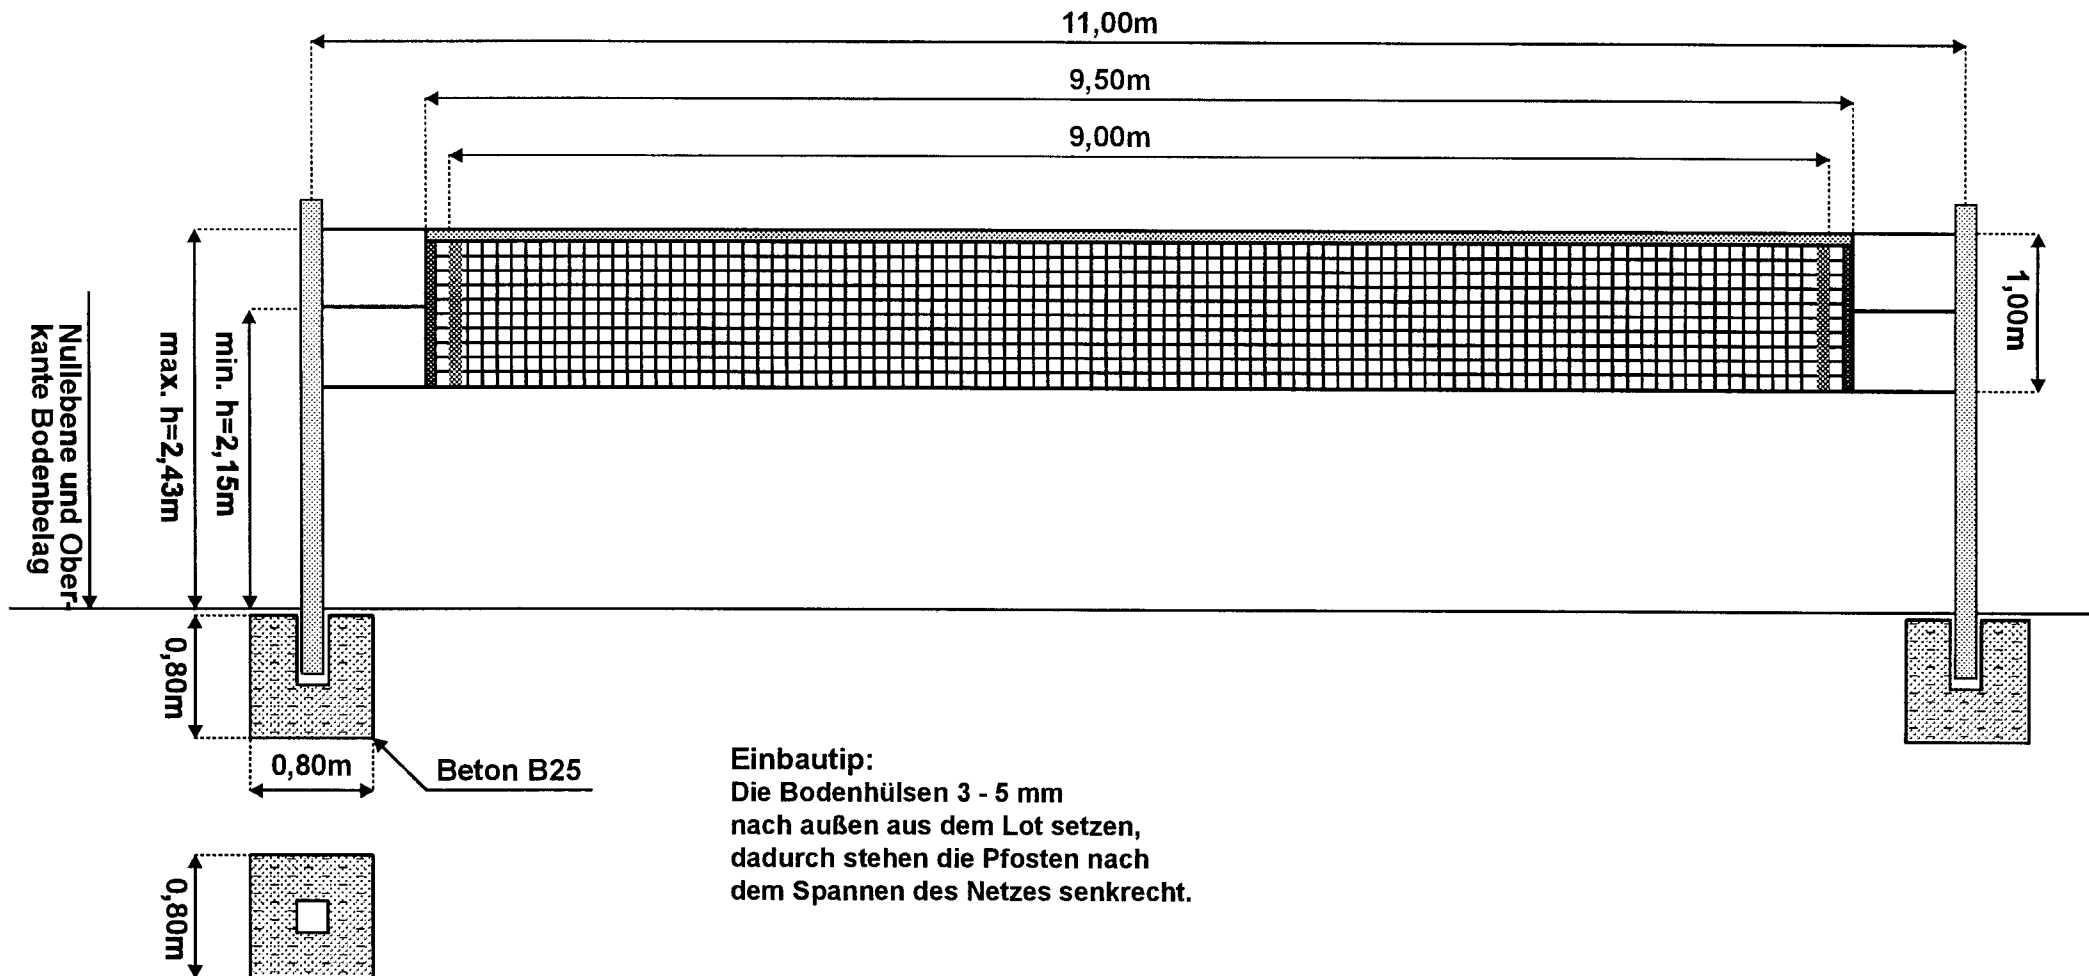 11,00m
9,50m
9,00m
1,00m
Nullebene und Ober-
kante Bodenbelag
max. h=2,43m
min. h=2,15m
0,80m
0,80m
Beton B25
0,80m
Einbautip:
Die Bodenhülsen 3 - 5 mm
nach außen aus dem Lot setzen,
dadurch stehen die Pfosten nach
dem Spannen des Netzes senkrecht.